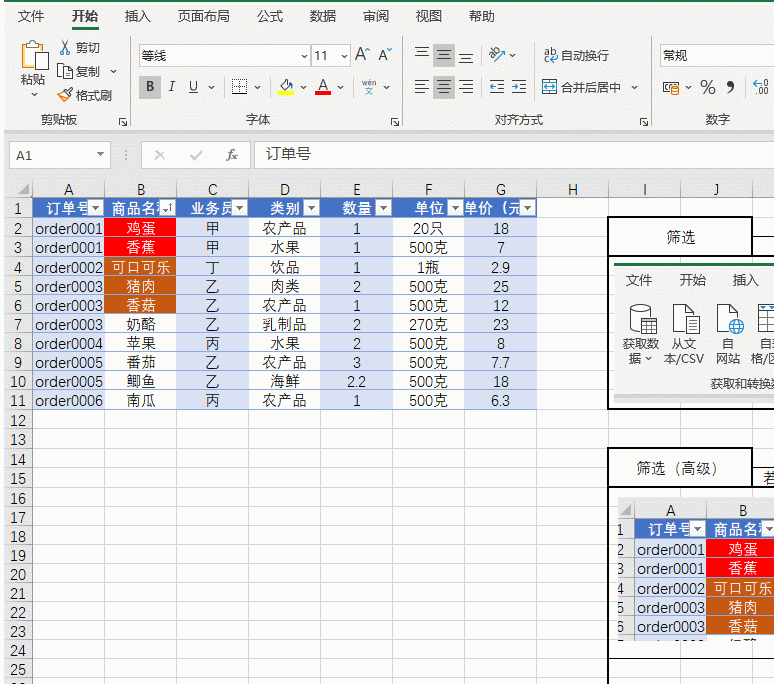 文件 开始 插入 页面布局 公式 数据 审阅 视图 帮助
粘贴 剪切 复制 格式刷 剪贴板
等线 11 A A
B I U A wén 文 字体
自动换行 合并后居中 对齐方式
常规 % 数字
A1 fx 订单号
A B C D E F G H I J
1 订单号 商品名称 业务员 类别 数量 单位 单价（元
2 order0001 鸡蛋 甲 农产品 1 20只 18
3 order0001 香蕉 甲 水果 1 500克 7
4 order0002 可口可乐 丁 饮品 1 1瓶 2.9
5 order0003 猪肉 乙 肉类 2 500克 25
6 order0003 香菇 乙 农产品 1 500克 12
7 order0003 奶酪 乙 乳制品 2 270克 23
8 order0004 苹果 丙 水果 2 500克 8
9 order0005 番茄 乙 农产品 3 500克 7.7
10 order0005 鲫鱼 乙 海鲜 2.2 500克 18
11 order0006 南瓜 丙 农产品 1 500克 6.3
12
13
14
15
16
17
18
19
20
21
22
23
24
25
筛选
文件 开始 插入
获取数据 从文本/CSV 自网站
获取和转换数
筛选（高级）
若
A B
1 订单号 商品名称
2 order0001 鸡蛋
3 order0001 香蕉
4 order0002 可口可乐
5 order0003 猪肉
6 order0003 香菇